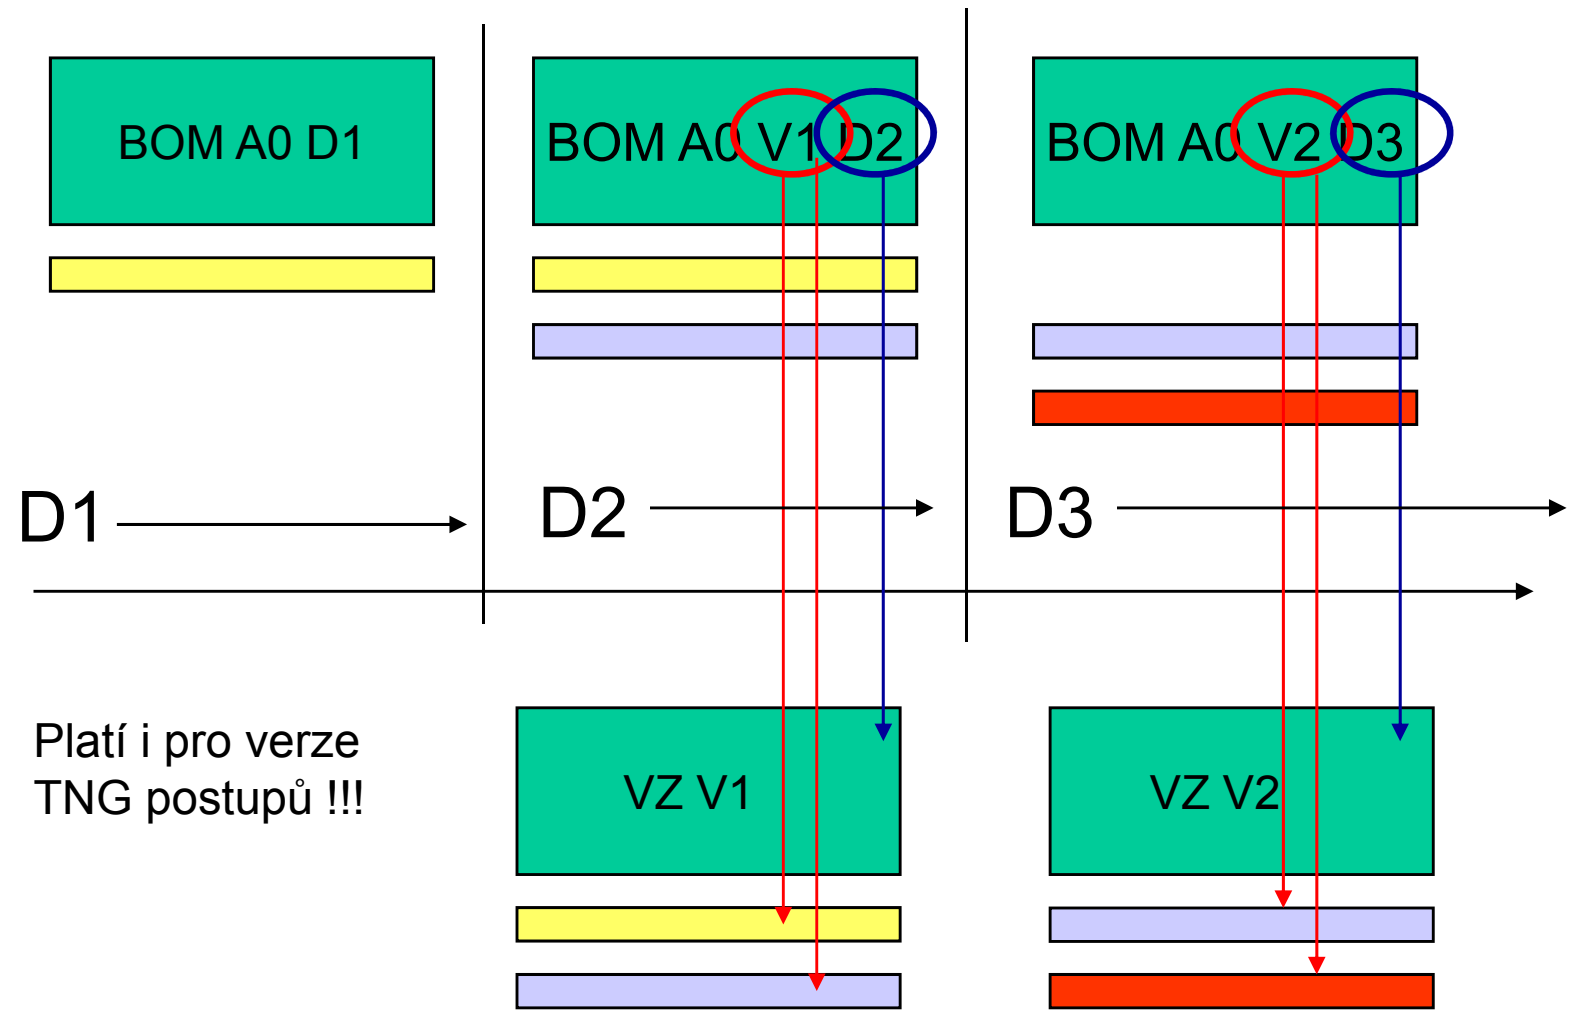 BOM A0 D1
BOM A0 V1 D2
BOM A0 V2 D3
D1
D2
D3
Platí i pro verze
TNG postupů !!!
VZ V1
VZ V2